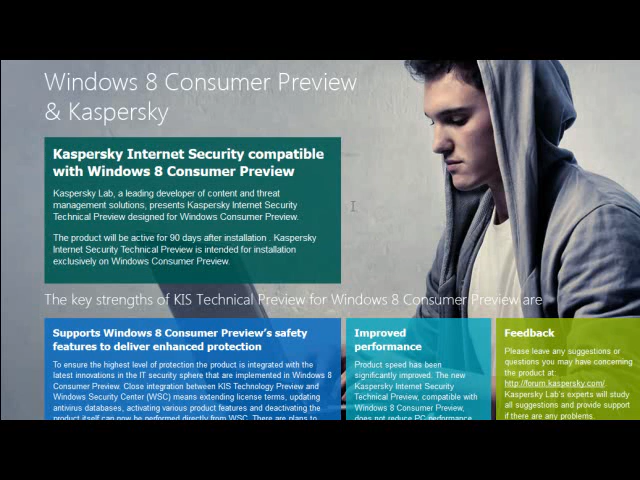 Windows 8 Consumer Preview
& Kaspersky
Kaspersky Internet Security compatible
with Windows 8 Consumer Preview
Kaspersky Lab, a leading developer of content and threat
management solutions, presents Kaspersky Internet Security
Technical Preview designed for Windows Consumer Preview.
The product will be active for 90 days after installation . Kaspersky
Internet Security Technical Preview is intended for installation
exclusively on Windows Consumer Preview.
The key strengths of KIS Technical Preview for Windows 8 Consumer Preview are
Supports Windows 8 Consumer Preview's safety
features to deliver enhanced protection
To ensure the highest level of protection the product is integrated with the
latest innovations in the IT security sphere that are implemented in Windows 8
Consumer Preview. Close integration between KIS Technology Preview and
Windows Security Center (WSC) means extending license terms, updating
antivirus databases, activating various product features and deactivating the
product itself can now be performed directly from WSC. There are plans to
Improved
performance
Product speed has been
significantly improved. The new
Kaspersky Internet Security
Technical Preview, compatible with
Windows 8 Consumer Preview,
does not reduce PC performance
Feedback
Please leave any suggestions or
questions you may have concerning
the product at:
http://forum.kaspersky.com/.
Kaspersky Lab's experts will study
all suggestions and provide support
if there are any problems.